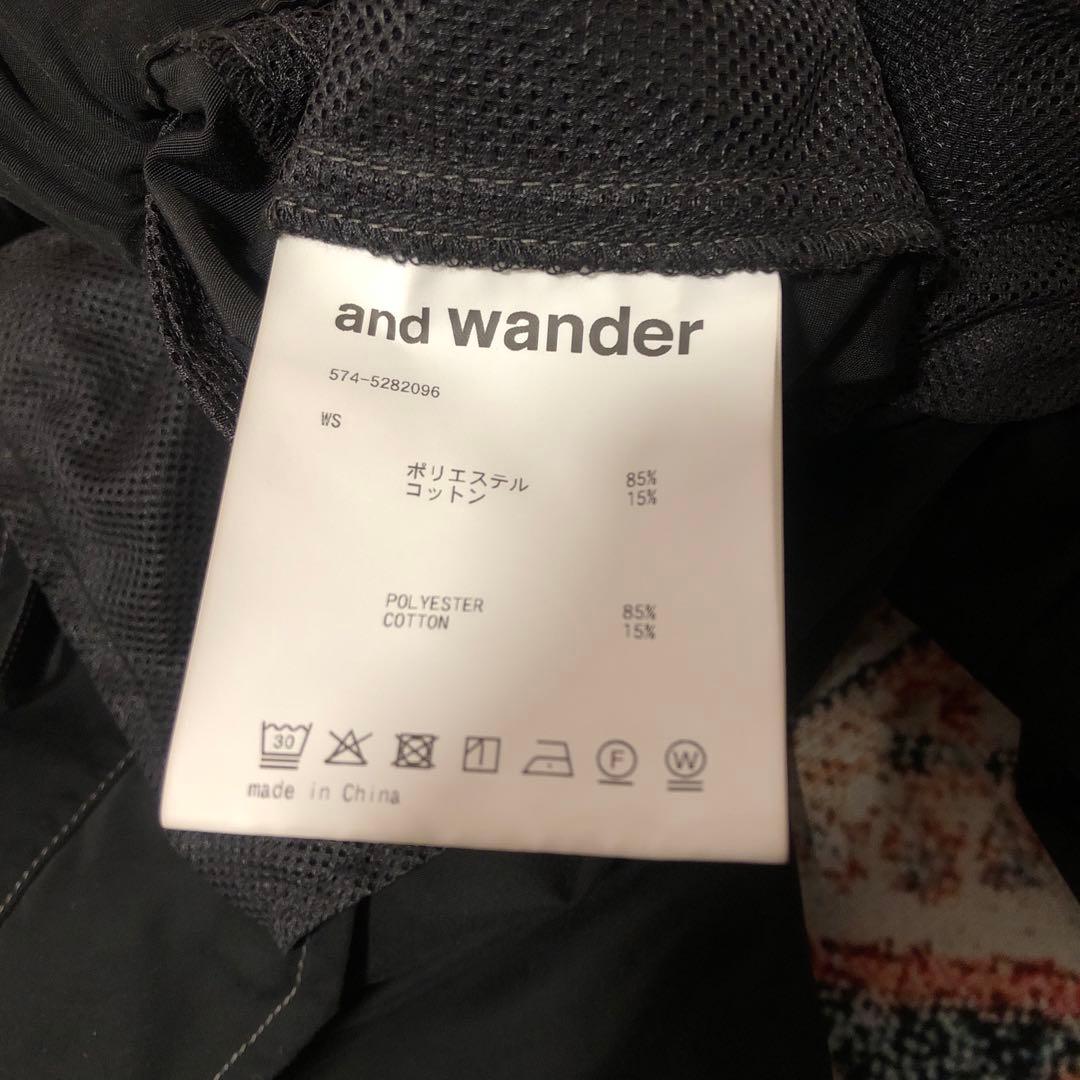 and wander
574-5282096
WS
ポリエステル 85%
コットン 15%
POLYESTER 85%
COTTON 15%
30 F W
made in China